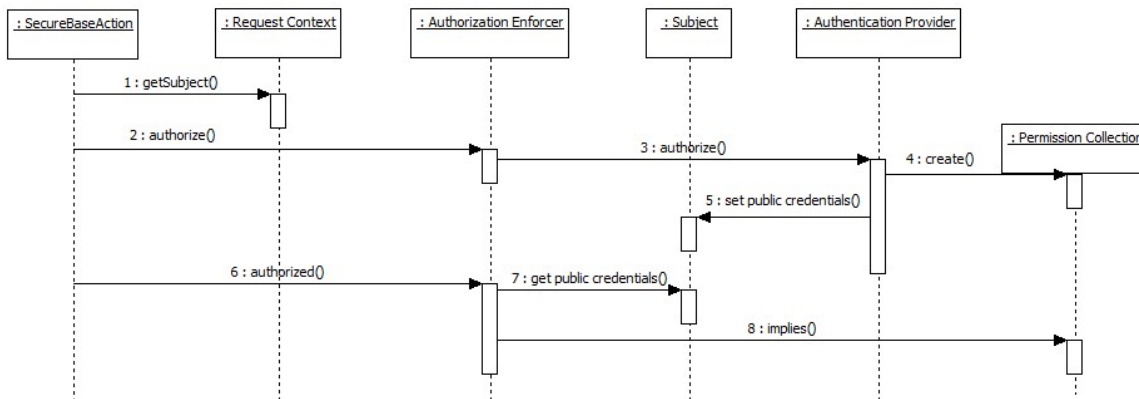 : SecureBaseAction
: Request Context
: Authorization Enforcer
: Subject
: Authentication Provider
1 : getSubject()
2 : authorize()
: Permission Collection
3 : authorize()
4 : create()
5 : set public credentials()
6 : authorized()
7 : get public credentials()
8 : implies()